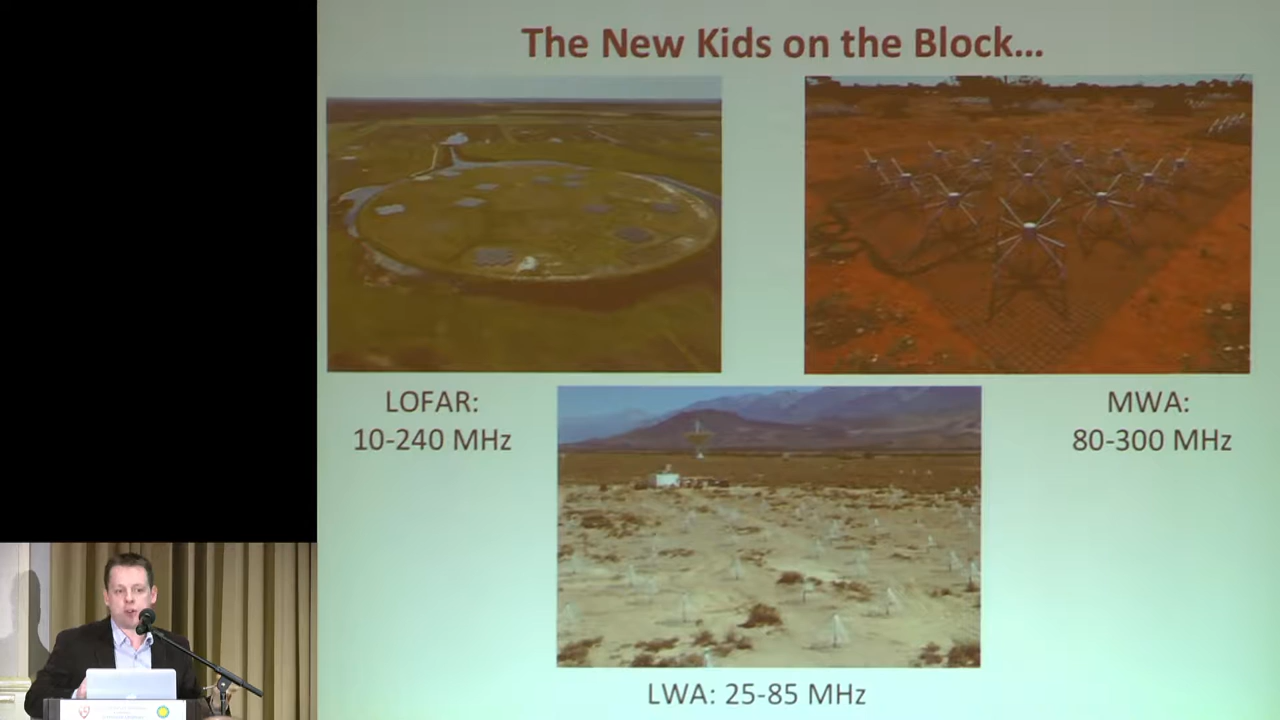 The New Kids on the Block...
LOFAR:
10-240 MHz
MWA:
80-300 MHz
LWA: 25-85 MHz